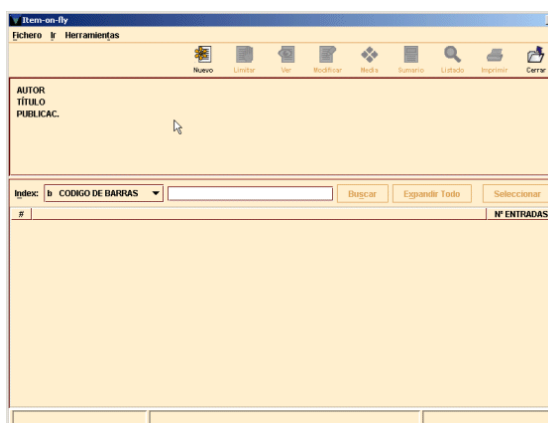 Item-on-fly
Fichero Ir Herramientas
Nuevo Limitar Ver Modificar Media Sumario Listado Imprimir Cerrar
AUTOR
TÍTULO
PUBLICAC.
Index: b CODIGO DE BARRAS Buscar Expandir Todo Seleccionar
# Nº ENTRADAS